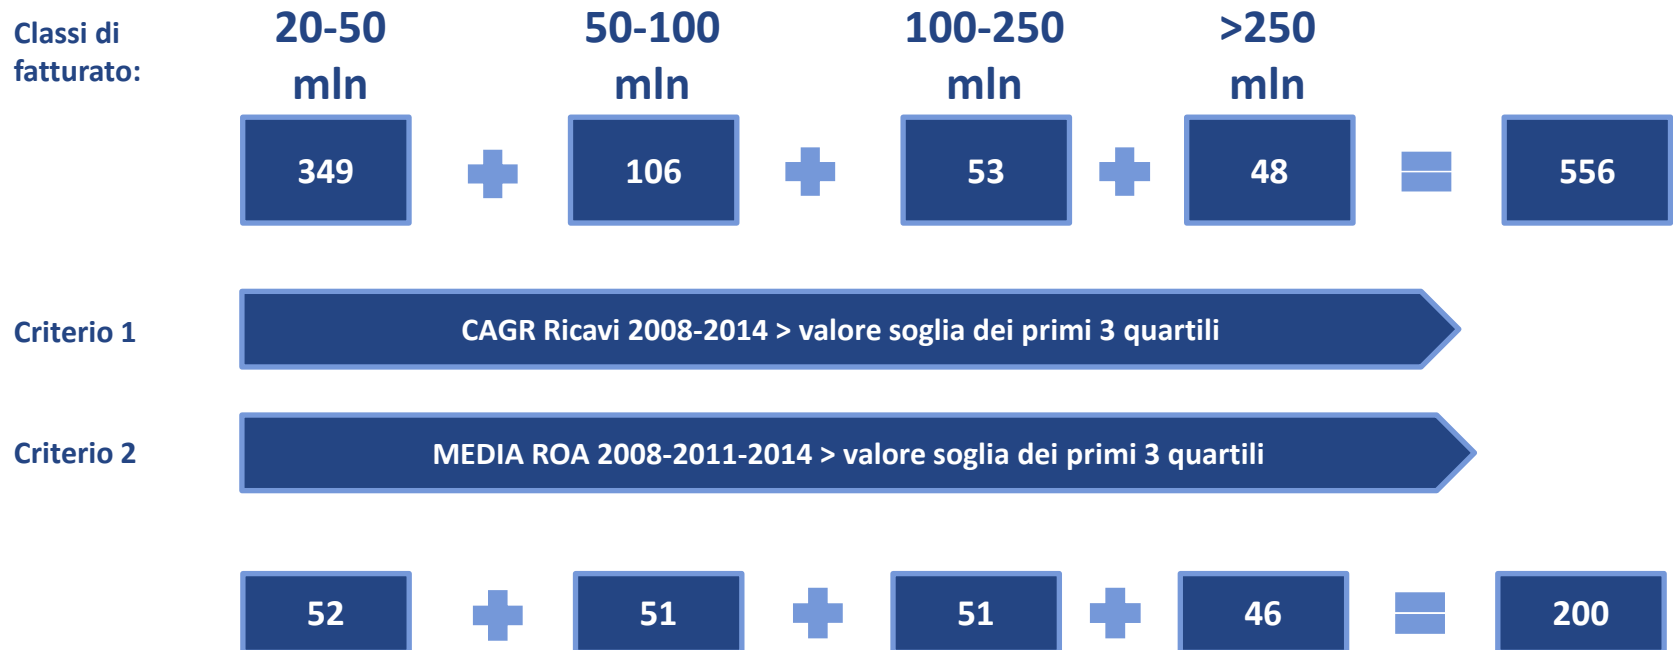 Classi di fatturato:
20-50 mln
50-100 mln
100-250 mln
>250 mln
349
106
53
48
556
Criterio 1
CAGR Ricavi 2008-2014 > valore soglia dei primi 3 quartili
Criterio 2
MEDIA ROA 2008-2011-2014 > valore soglia dei primi 3 quartili
52
51
51
46
200